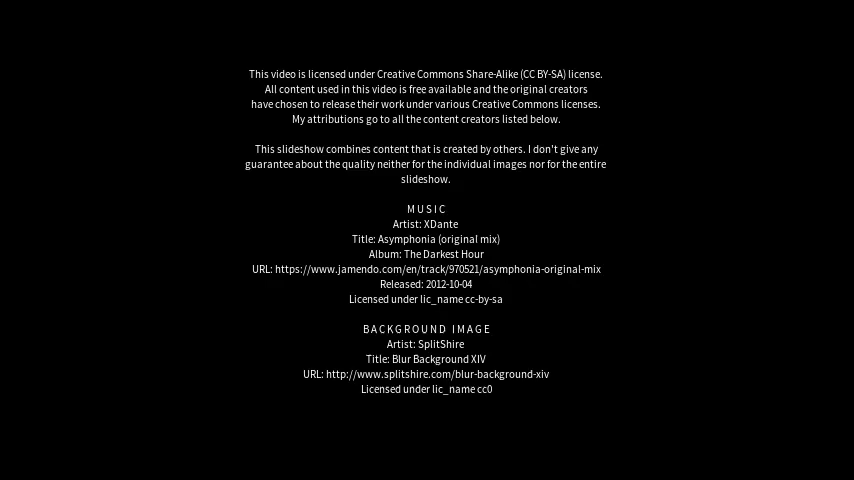 This video is licensed under Creative Commons Share-Alike (CC BY-SA) license.
All content used in this video is free available and the original creators
have chosen to release their work under various Creative Commons licenses.
My attributions go to all the content creators listed below.
This slideshow combines content that is created by others. I don't give any
guarantee about the quality neither for the individual images nor for the entire
slideshow.
MUSIC
Artist: XDante
Title: Asymphonia (original mix)
Album: The Darkest Hour
URL: https://www.jamendo.com/en/track/970521/asymphonia-original-mix
Released: 2012-10-04
Licensed under lic_name cc-by-sa
BACKGROUND IMAGE
Artist: SplitShire
Title: Blur Background XIV
URL: http://www.splitshire.com/blur-background-xiv
Licensed under lic_name cc0